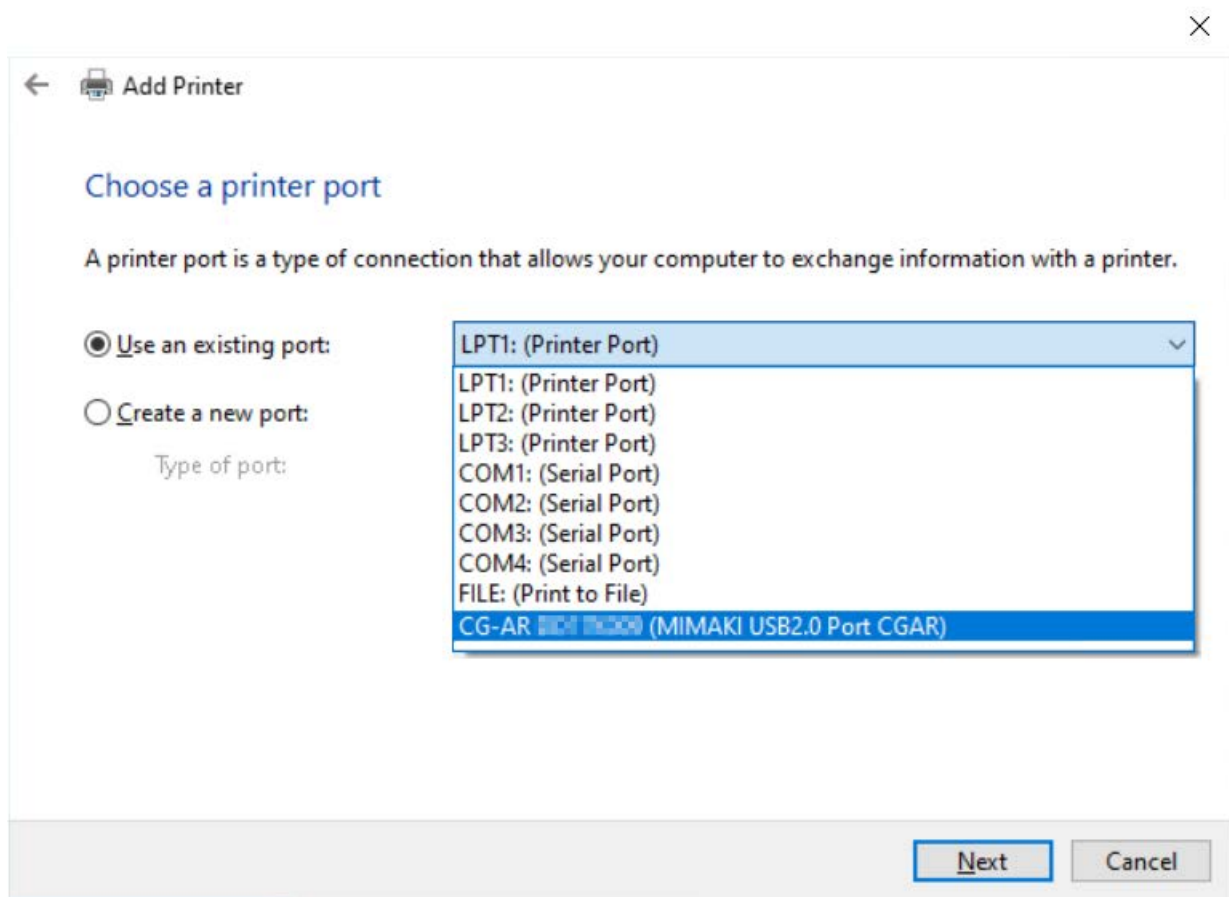 Add Printer
Choose a printer port
A printer port is a type of connection that allows your computer to exchange information with a printer.
Use an existing port:
LPT1: (Printer Port)
LPT1: (Printer Port)
Create a new port:
LPT2: (Printer Port)
LPT3: (Printer Port)
Type of port:
COM1: (Serial Port)
COM2: (Serial Port)
COM3: (Serial Port)
COM4: (Serial Port)
FILE: (Print to File)
CG-AR (MIMAKI USB2.0 Port CGAR)
Next
Cancel